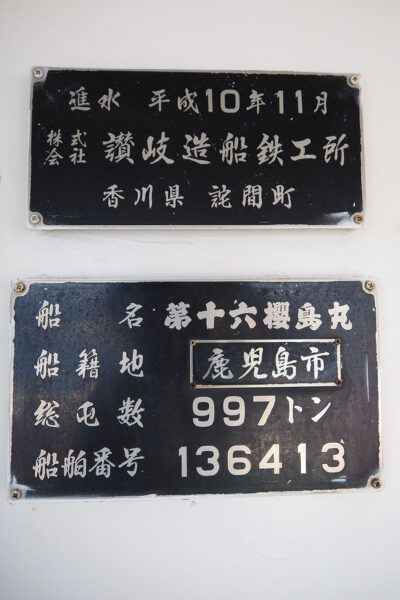 進水 平成10年11月
株式会社 讃岐造船鉄工所
香川県 詫間町
船名 第十六櫻島丸
船籍地 鹿児島市
総屯数 997トン
船舶番号 136413